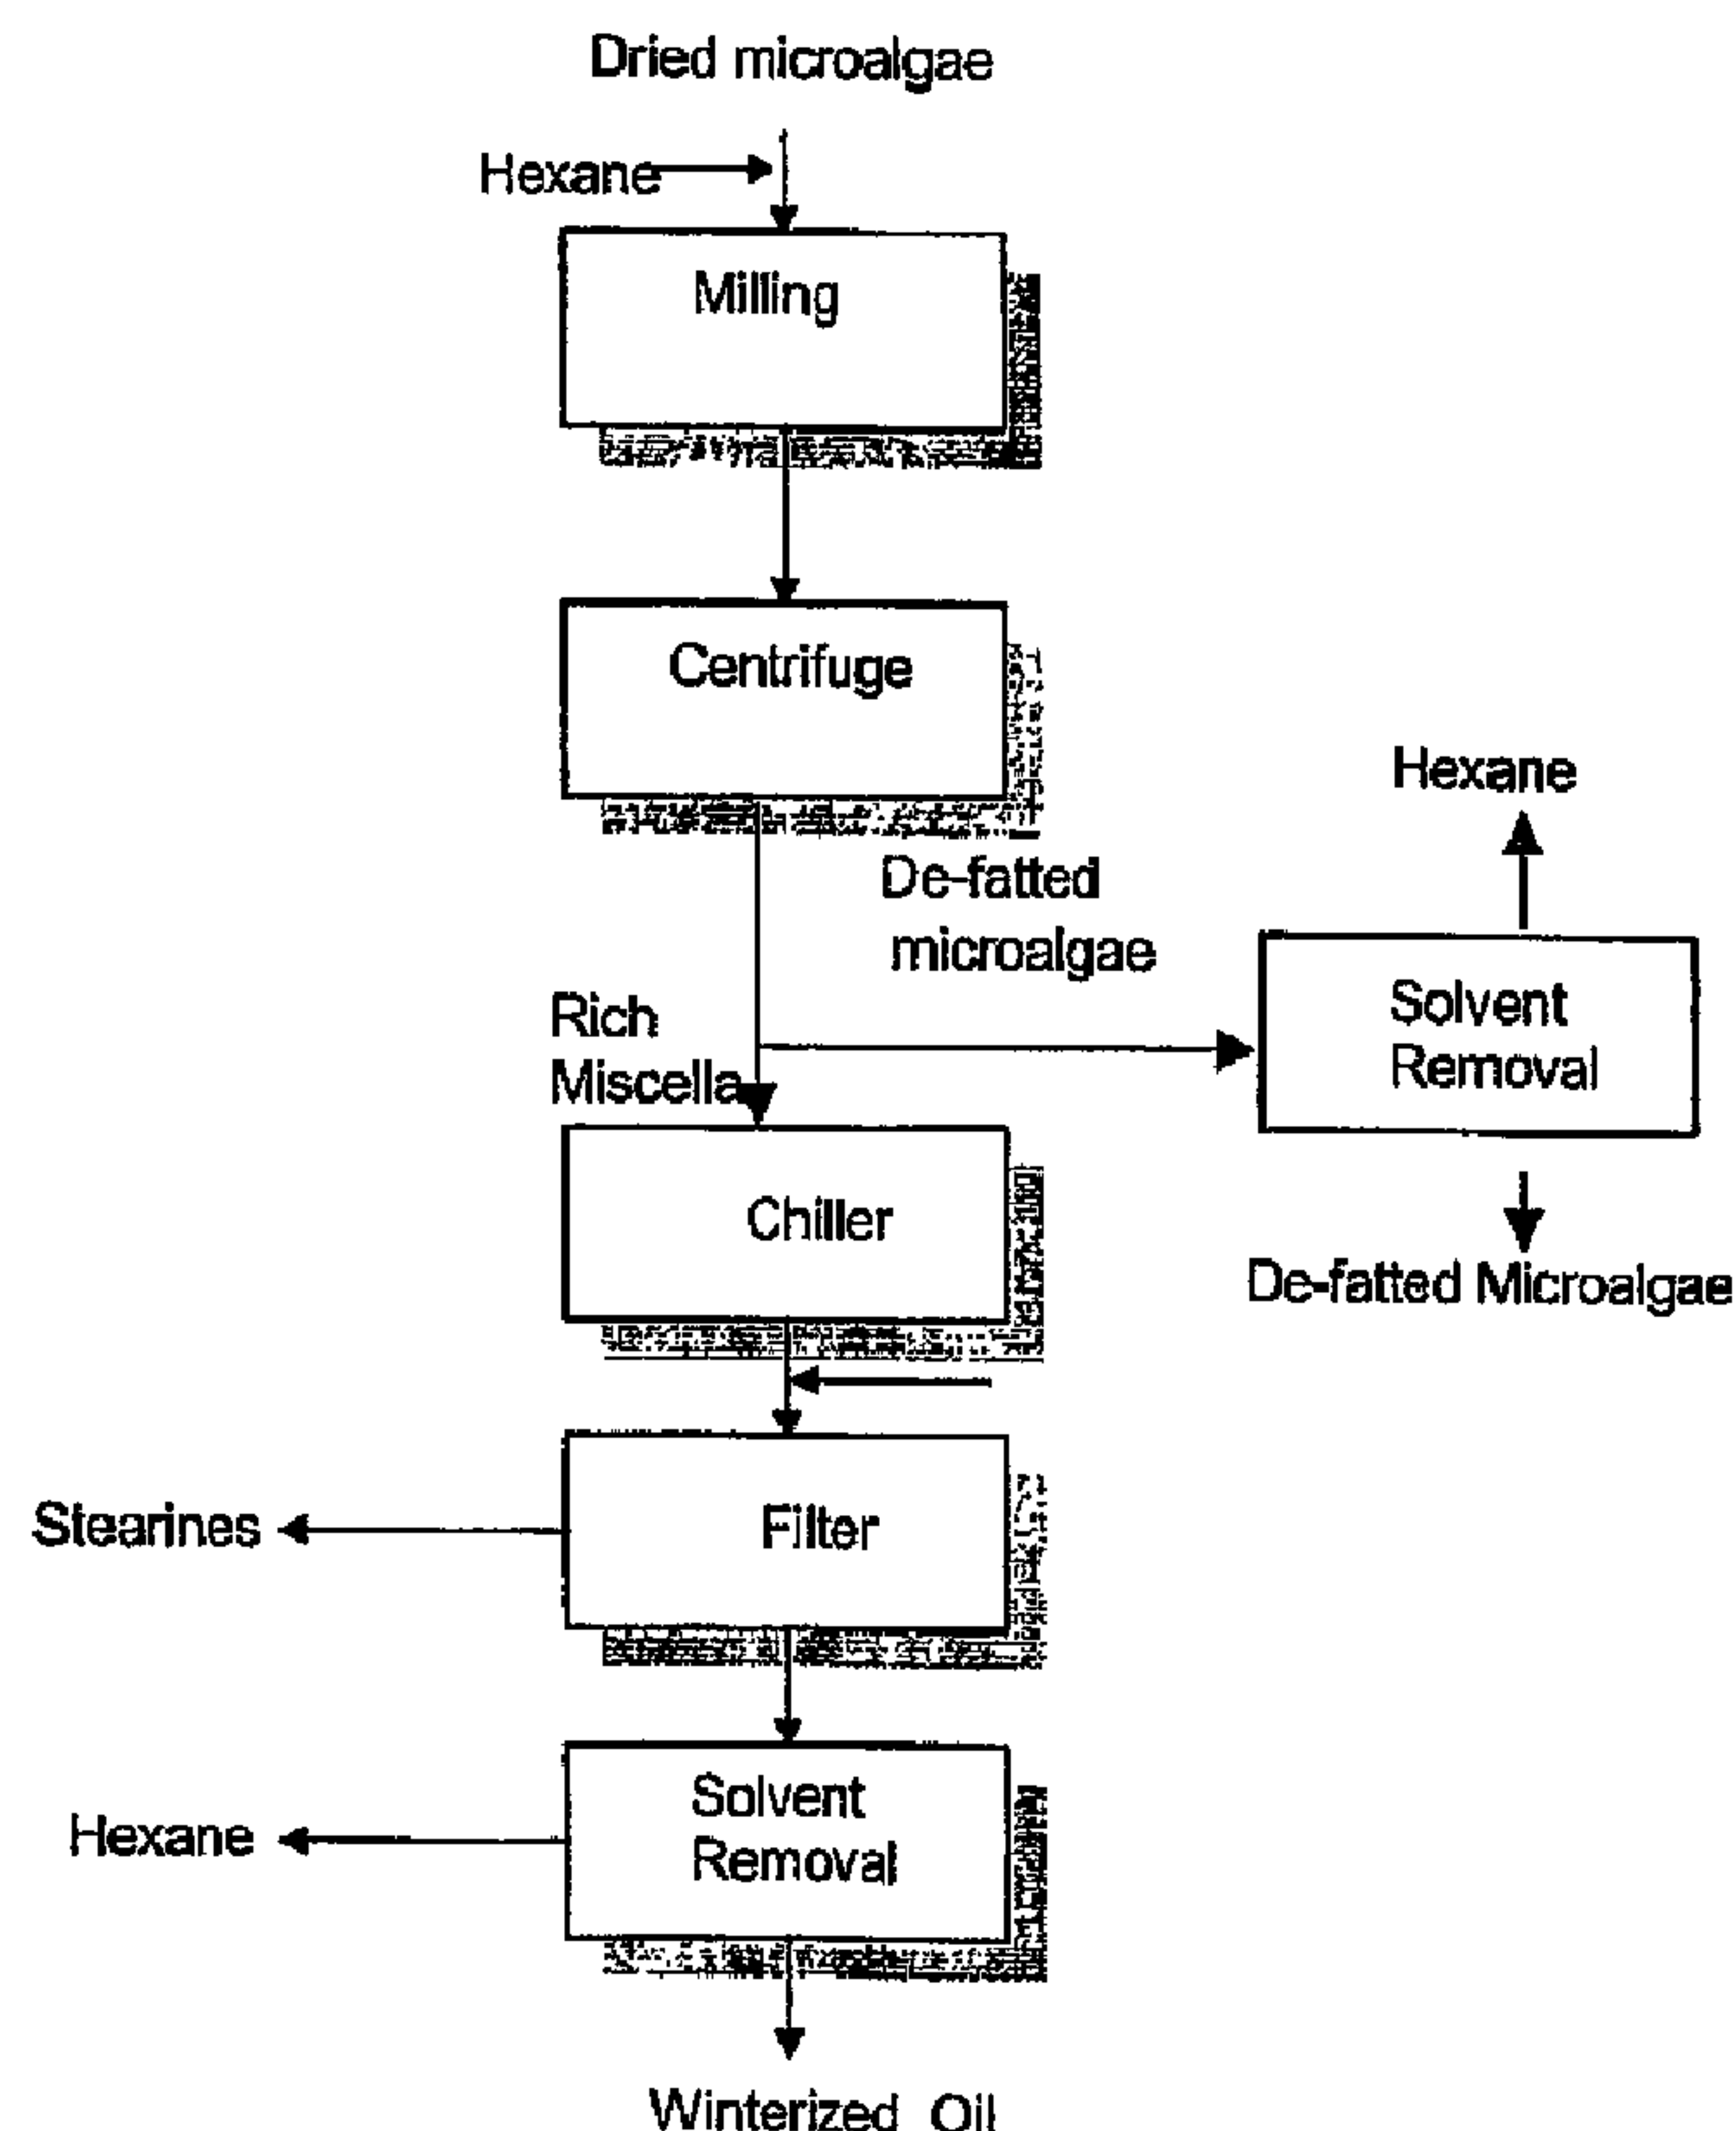 Dried microalgae
Hexane
Milling
Centrifuge
Hexane
De-fatted
microalgae
Solvent
Removal
Rich
Miscella
De-fatted Microalgae
Chiller
Filter
Stearines
Solvent
Removal
Hexane
Winterized Oil